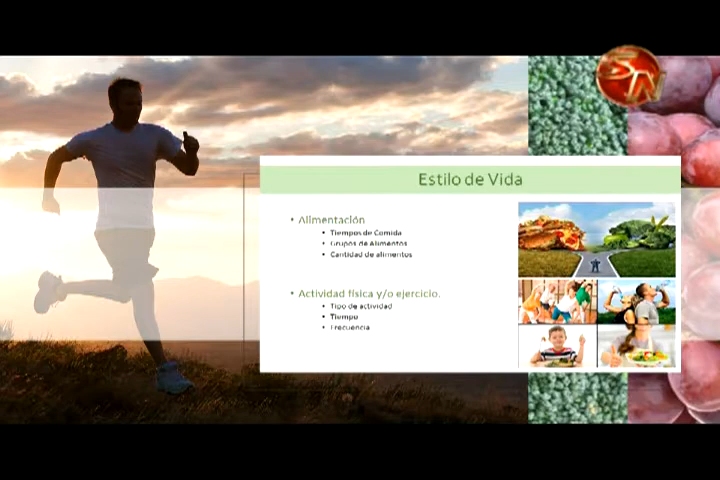 STN
Estilo de Vida
• Alimentación
• Tiempos de Comida
• Grupos de Alimentos
• Cantidad de alimentos
• Actividad física y/o ejercicio.
• Tipo de actividad
• Tiempo
• Frecuencia